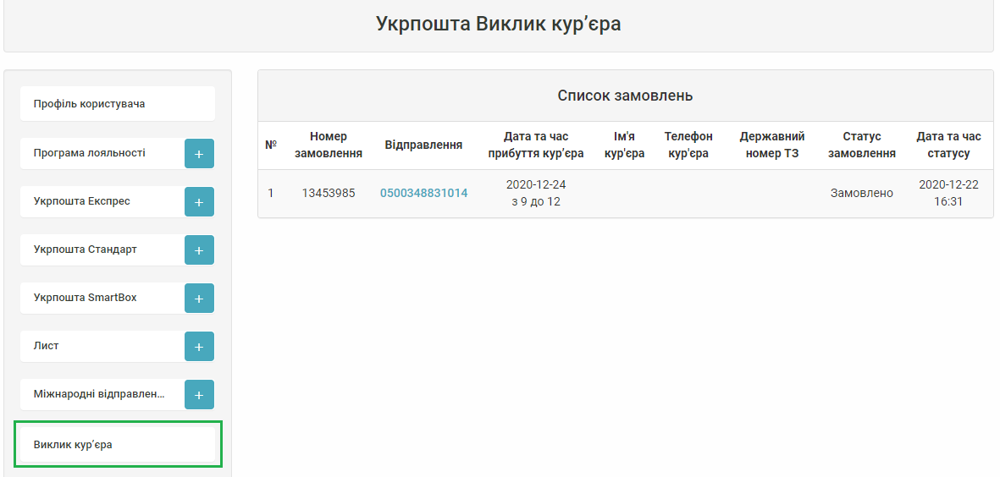 Укрпошта Виклик кур’єра
Профіль користувача
Програма лояльності +
Укрпошта Експрес +
Укрпошта Стандарт +
Укрпошта SmartBox +
Лист +
Міжнародні відправлен... +
Виклик кур’єра
Список замовлень
№ Номер замовлення Відправлення Дата та час прибуття кур’єра Ім'я кур'єра Телефон кур'єра Державний номер ТЗ Статус замовлення Дата та час статусу
1 13453985 0500348831014 2020-12-24 з 9 до 12 Замовлено 2020-12-22 16:31